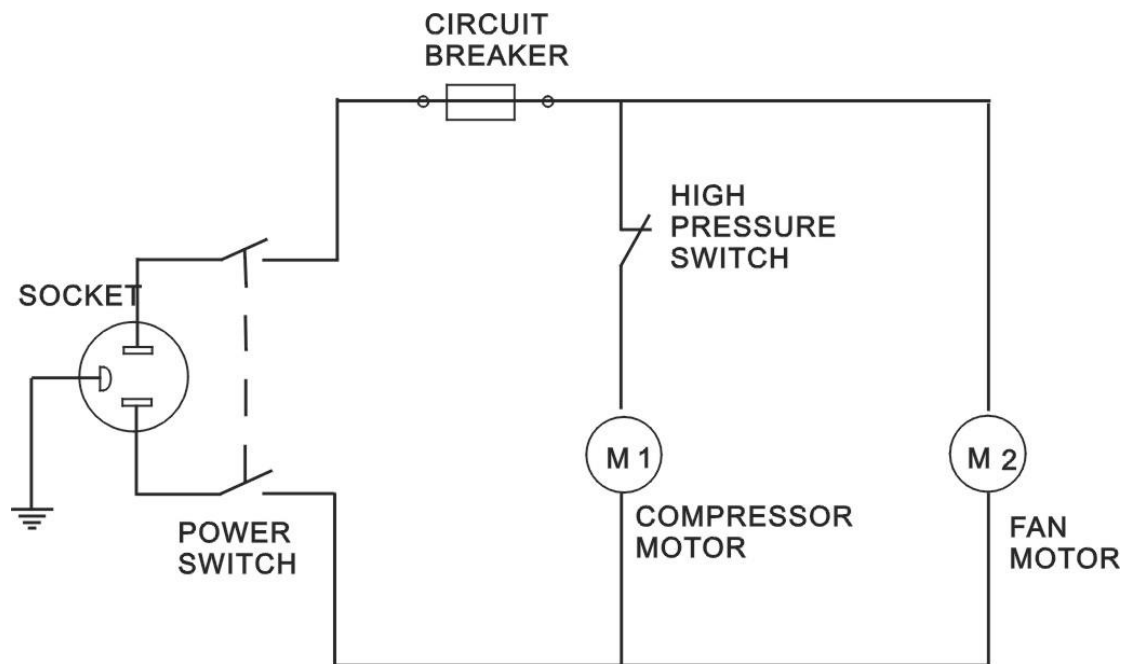 CIRCUIT
BREAKER
HIGH
PRESSURE
SWITCH
SOCKET
M 1
M 2
POWER
SWITCH
COMPRESSOR
MOTOR
FAN
MOTOR